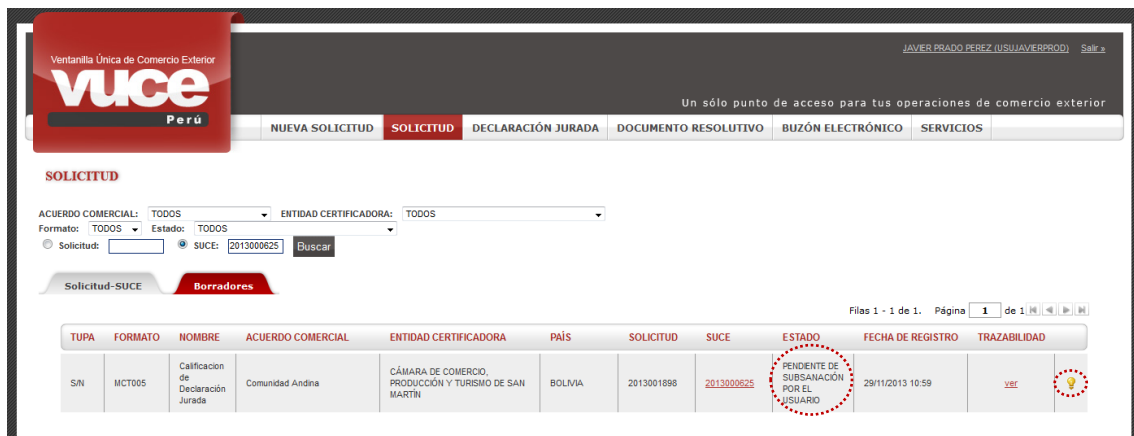 JAVIER PRADO PEREZ (USUJAVIERPROD) Salir »
Ventanilla Única de Comercio Exterior
vuce
Perú
Un sólo punto de acceso para tus operaciones de comercio exterior
NUEVA SOLICITUD SOLICITUD DECLARACIÓN JURADA DOCUMENTO RESOLUTIVO BUZÓN ELECTRÓNICO SERVICIOS
SOLICITUD
ACUERDO COMERCIAL: TODOS ENTIDAD CERTIFICADORA: TODOS
Formato: TODOS Estado: TODOS
Solicitud: SUCE: 2013000625 Buscar
Solicitud-SUCE Borradores
Filas 1 - 1 de 1. Página 1 de 1
TUPA FORMATO NOMBRE ACUERDO COMERCIAL ENTIDAD CERTIFICADORA PAÍS SOLICITUD SUCE ESTADO FECHA DE REGISTRO TRAZABILIDAD
S/N MCT005 Calificacion de Declaración Jurada Comunidad Andina CÁMARA DE COMERCIO, PRODUCCIÓN Y TURISMO DE SAN MARTÍN BOLIVIA 2013001898 2013000625 PENDIENTE DE SUBSANACIÓN POR EL USUARIO 29/11/2013 10:59 ver